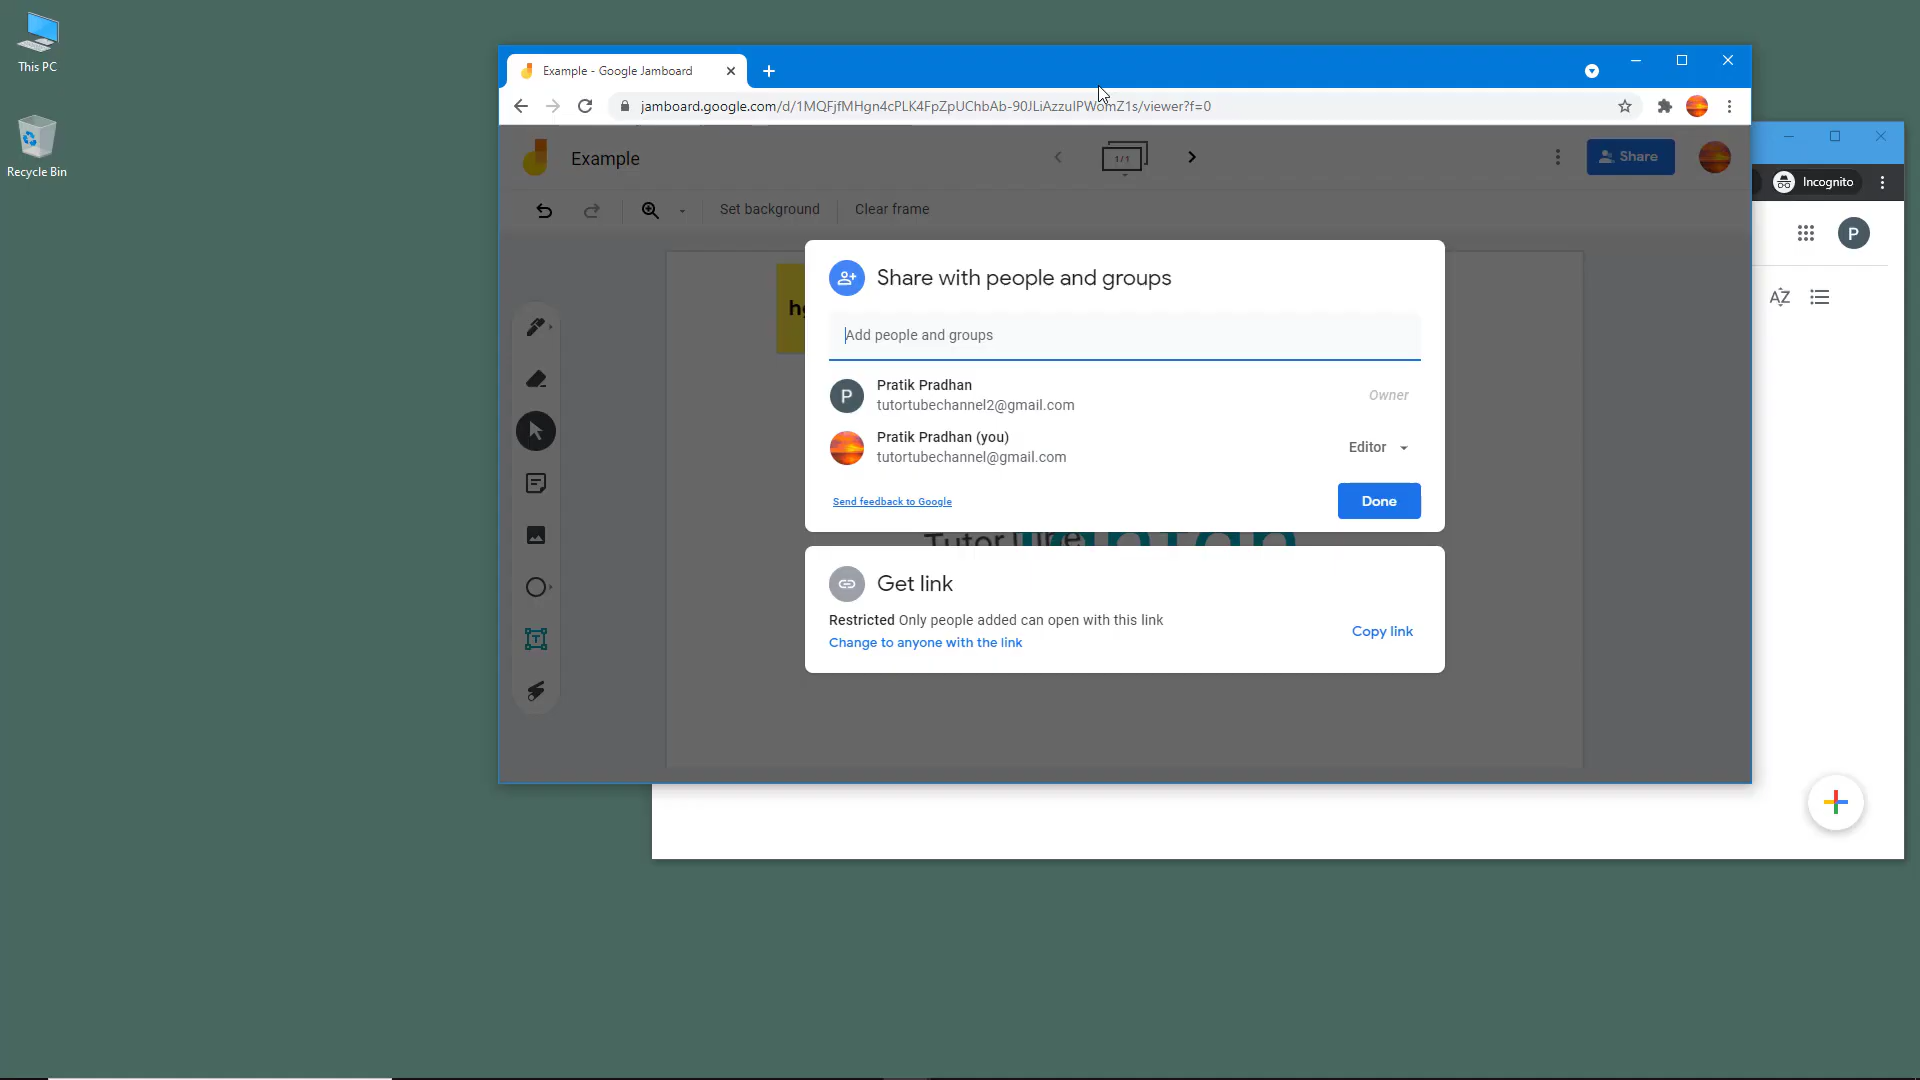 This PC
Recycle Bin
Example - Google Jamboard
jamboard.google.com/d/1MQFjfMHgn4cPLK4FpZpUChbAb-90JLiAzzulPWomZ1s/viewer?f=0
Incognito
Example
1/1
Share
P
Set background
Clear frame
AZ
Share with people and groups
Add people and groups
P
Pratik Pradhan
tutortubechannel2@gmail.com
Owner
Pratik Pradhan (you)
tutortubechannel@gmail.com
Editor
Send feedback to Google
Done
TutorTube
Get link
Restricted Only people added can open with this link
Copy link
Change to anyone with the link